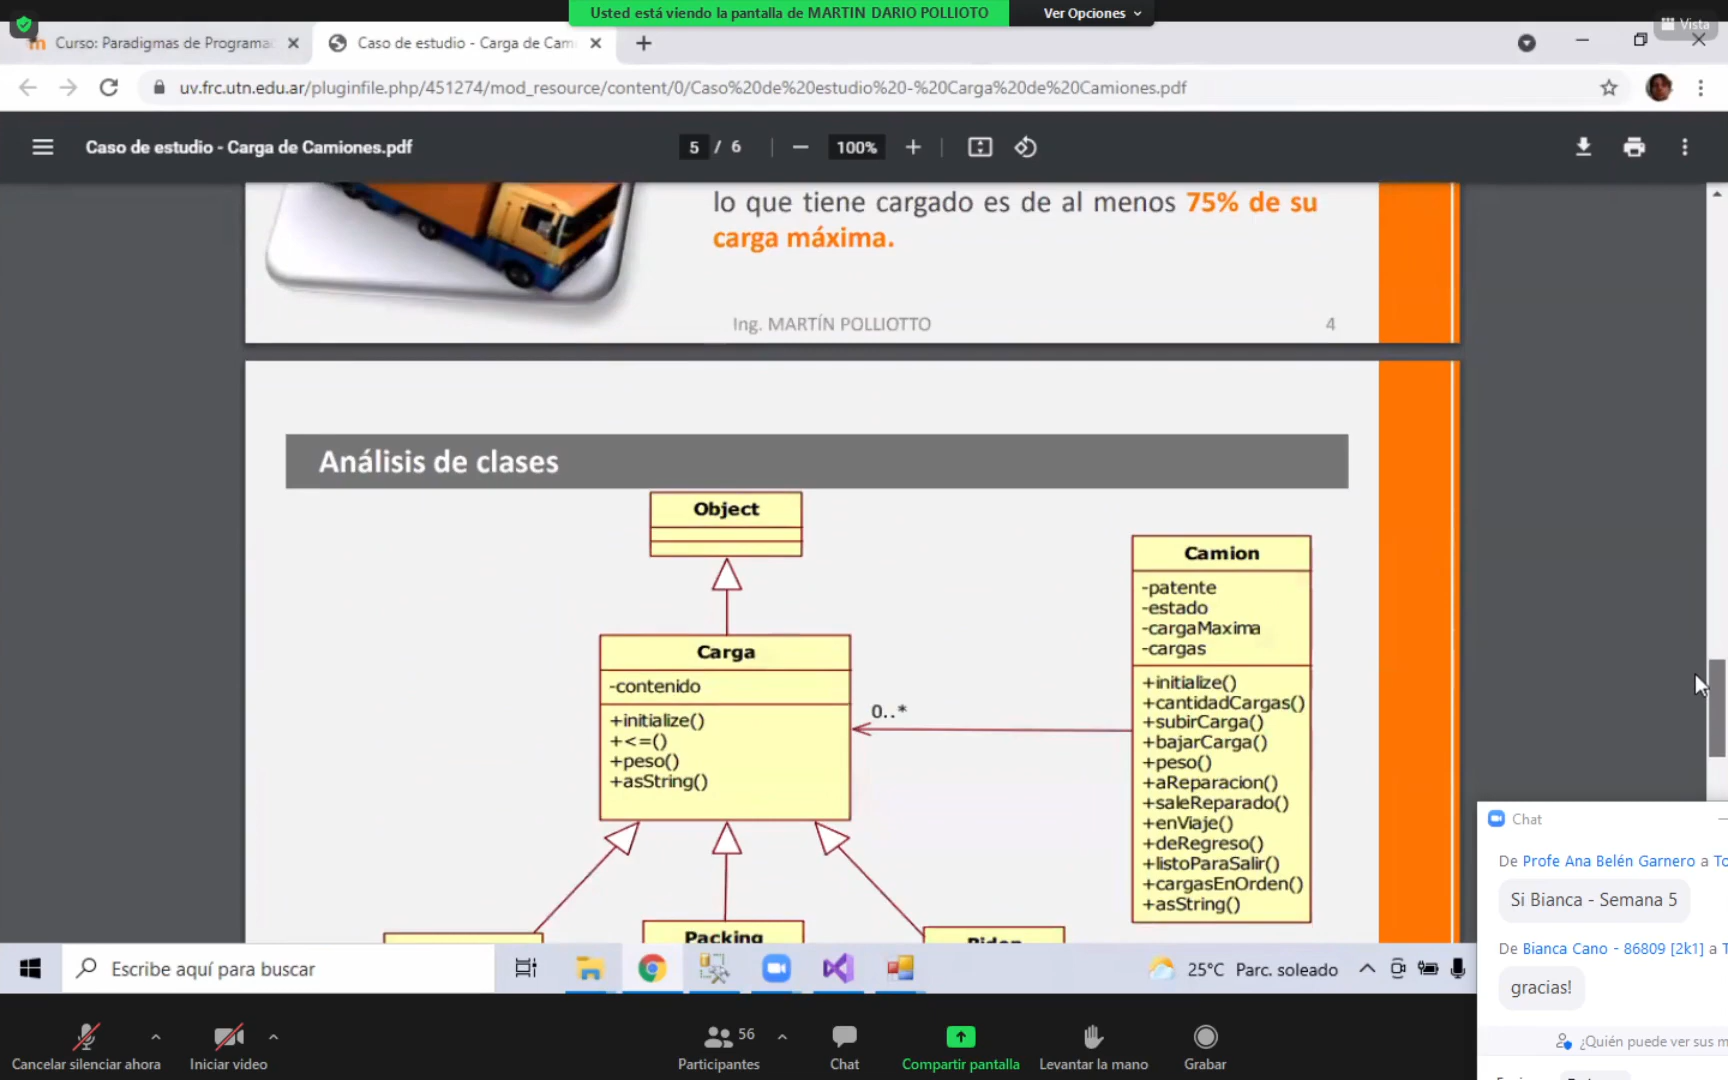 Usted está viendo la pantalla de MARTIN DARIO POLLIOTO
Ver Opciones
Vista
Curso: Paradigmas de Programa
Caso de estudio - Carga de Cam
uv.frc.utn.edu.ar/pluginfile.php/451274/mod_resource/content/0/Caso%20de%20estudio%20-%20Carga%20de%20Camiones.pdf
Caso de estudio - Carga de Camiones.pdf
5 / 6
100%
lo que tiene cargado es de al menos 75% de su
carga máxima.
Ing. MARTÍN POLLIOTTO
4
Análisis de clases
Object
Carga
-contenido
+initialize()
+<=()
+peso()
+asString()
0..*
Camion
-patente
-estado
-cargaMaxima
-cargas
+initialize()
+cantidadCargas()
+subirCarga()
+bajarCarga()
+peso()
+aReparacion()
+saleReparado()
+enViaje()
+deRegreso()
+listoParaSalir()
+cargasEnOrden()
+asString()
Packing
Chat
De Profe Ana Belén Garnero a To
Si Bianca - Semana 5
De Bianca Cano - 86809 [2k1] a T
gracias!
¿Quién puede ver sus m
Escribe aquí para buscar
25°C Parc. soleado
Cancelar silenciar ahora
Iniciar video
56
Participantes
Chat
Compartir pantalla
Levantar la mano
Grabar